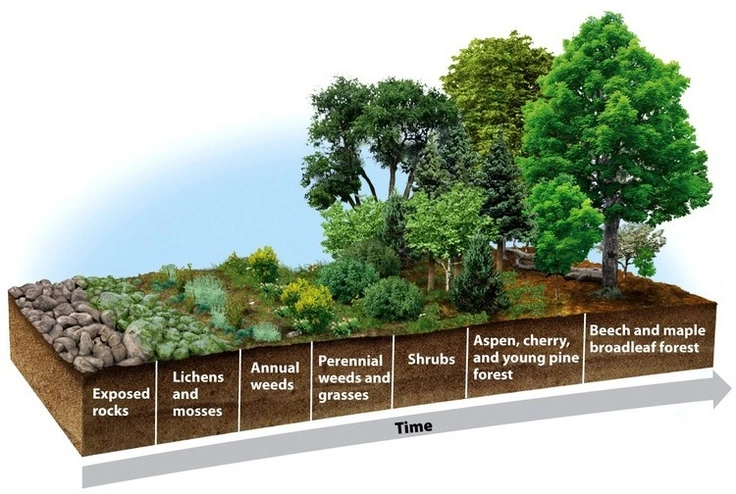 Exposed
rocks
Lichens
and
mosses
Annual
weeds
Perennial
weeds and
grasses
Shrubs
Aspen, cherry,
and young pine
forest
Beech and maple
broadleaf forest
Time